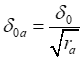 δ₀ₐ = δ₀ / √rₐ